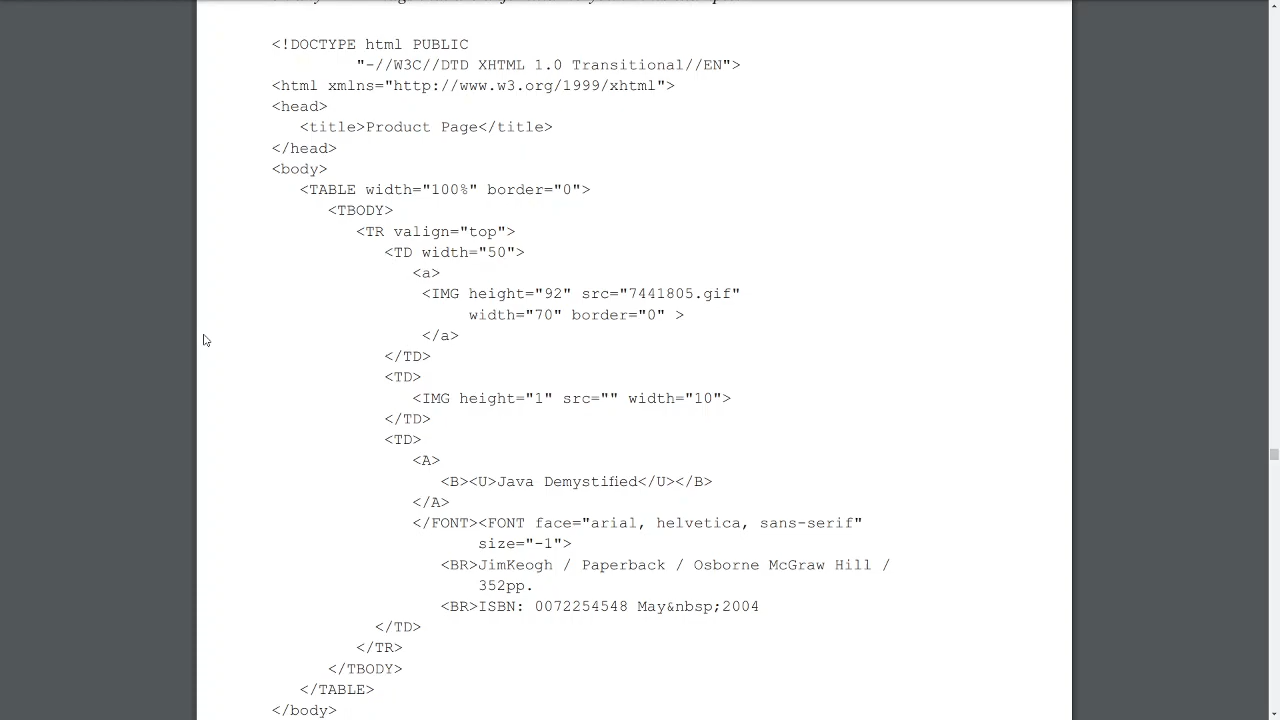 <!DOCTYPE html PUBLIC
"-//W3C//DTD XHTML 1.0 Transitional//EN">
<html xmlns="http://www.w3.org/1999/xhtml">
<head>
<title>Product Page</title>
</head>
<body>
<TABLE width="100%" border="0">
<TBODY>
<TR valign="top">
<TD width="50">
<a>
<IMG height="92" src="7441805.gif"
width="70" border="0" >
</a>
</TD>
<TD>
<IMG height="1" src="" width="10">
</TD>
<TD>
<A>
<B><U>Java Demystified</U></B>
</A>
</FONT><FONT face="arial, helvetica, sans-serif"
size="-1">
<BR>JimKeogh / Paperback / Osborne McGraw Hill /
352pp.
<BR>ISBN: 0072254548 May&nbsp;2004
</TD>
</TR>
</TBODY>
</TABLE>
</body>